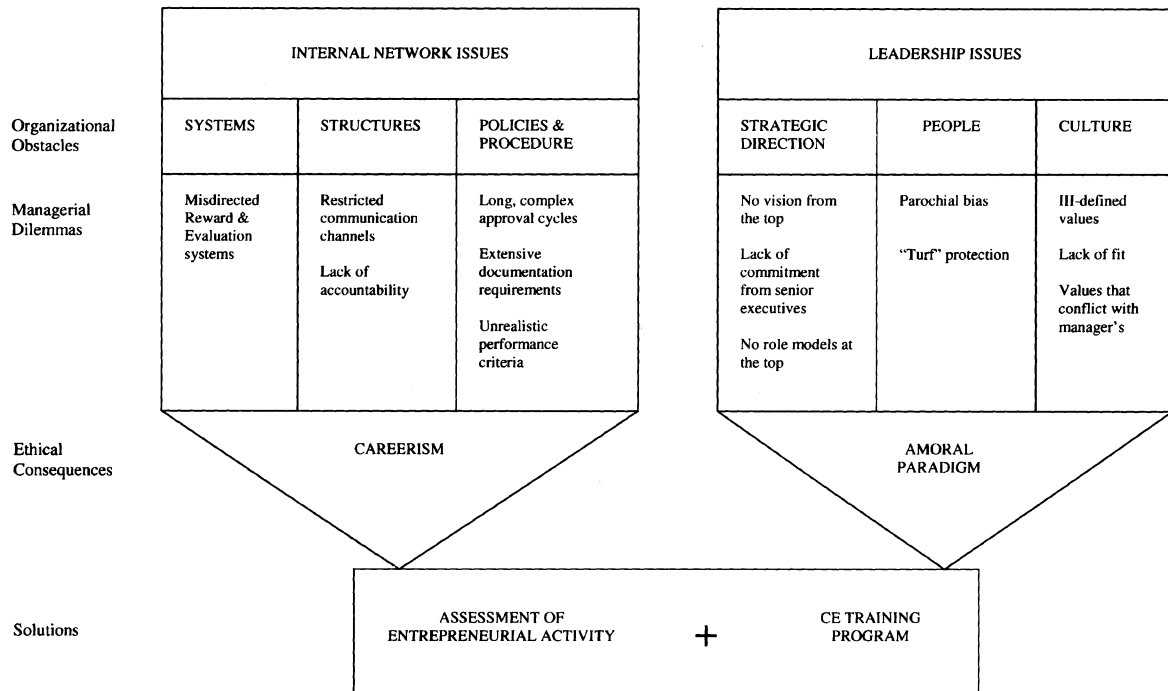 INTERNAL NETWORK ISSUES
LEADERSHIP ISSUES
Organizational
Obstacles
SYSTEMS
STRUCTURES
POLICIES &
PROCEDURE
STRATEGIC
DIRECTION
PEOPLE
CULTURE
Managerial
Dilemmas
Misdirected
Reward &
Evaluation
systems
Restricted
communication
channels
Lack of
accountability
Long, complex
approval cycles
Extensive
documentation
requirements
Unrealistic
performance
criteria
No vision from
the top
Lack of
commitment
from senior
executives
No role models at
the top
Parochial bias
“Turf” protection
III-defined
values
Lack of fit
Values that
conflict with
manager’s
Ethical
Consequences
CAREERISM
AMORAL
PARADIGM
Solutions
ASSESSMENT OF
ENTREPRENEURIAL ACTIVITY
+
CE TRAINING
PROGRAM